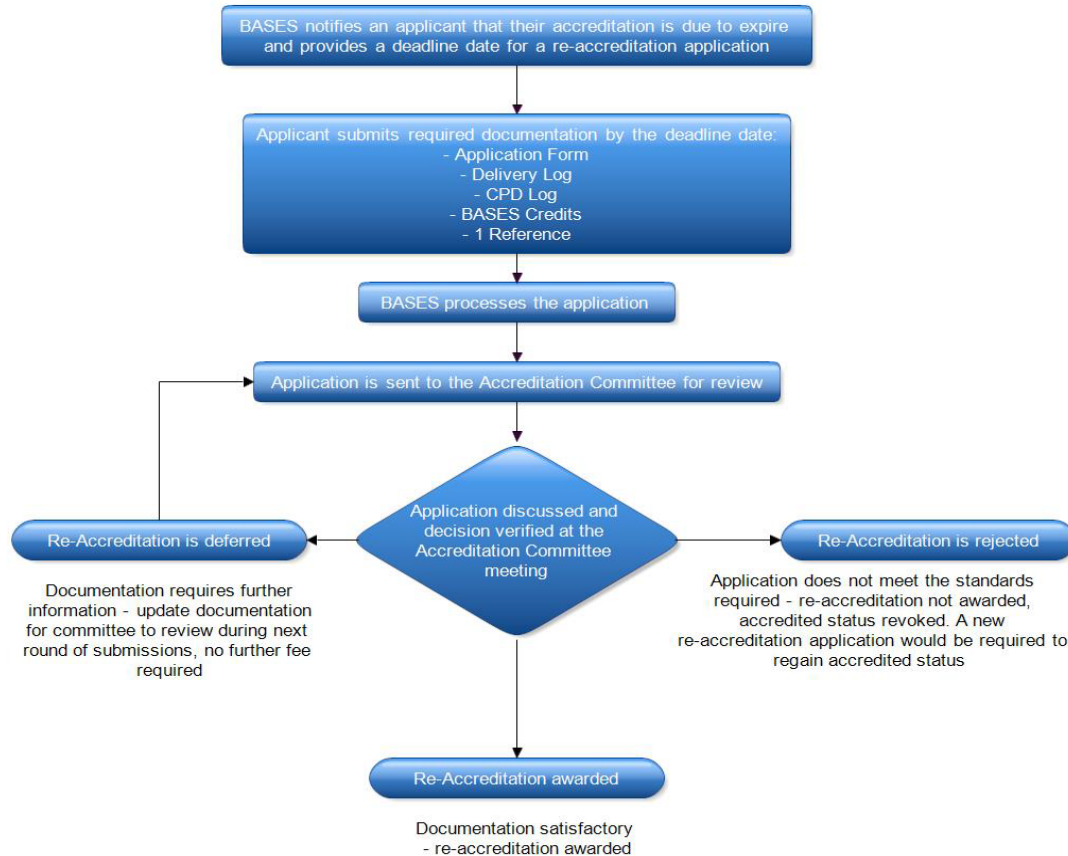 BASES notifies an applicant that their accreditation is due to expire
and provides a deadline date for a re-accreditation application
Applicant submits required documentation by the deadline date:
- Application Form
- Delivery Log
- CPD Log
- BASES Credits
- 1 Reference
BASES processes the application
Application is sent to the Accreditation Committee for review
Application discussed and
decision verified at the
Accreditation Committee
meeting
Re-Accreditation is deferred
Documentation requires further
information - update documentation
for committee to review during next
round of submissions, no further fee
required
Re-Accreditation is rejected
Application does not meet the standards
required - re-accreditation not awarded,
accredited status revoked. A new
re-accreditation application would be required to
regain accredited status
Re-Accreditation awarded
Documentation satisfactory
- re-accreditation awarded